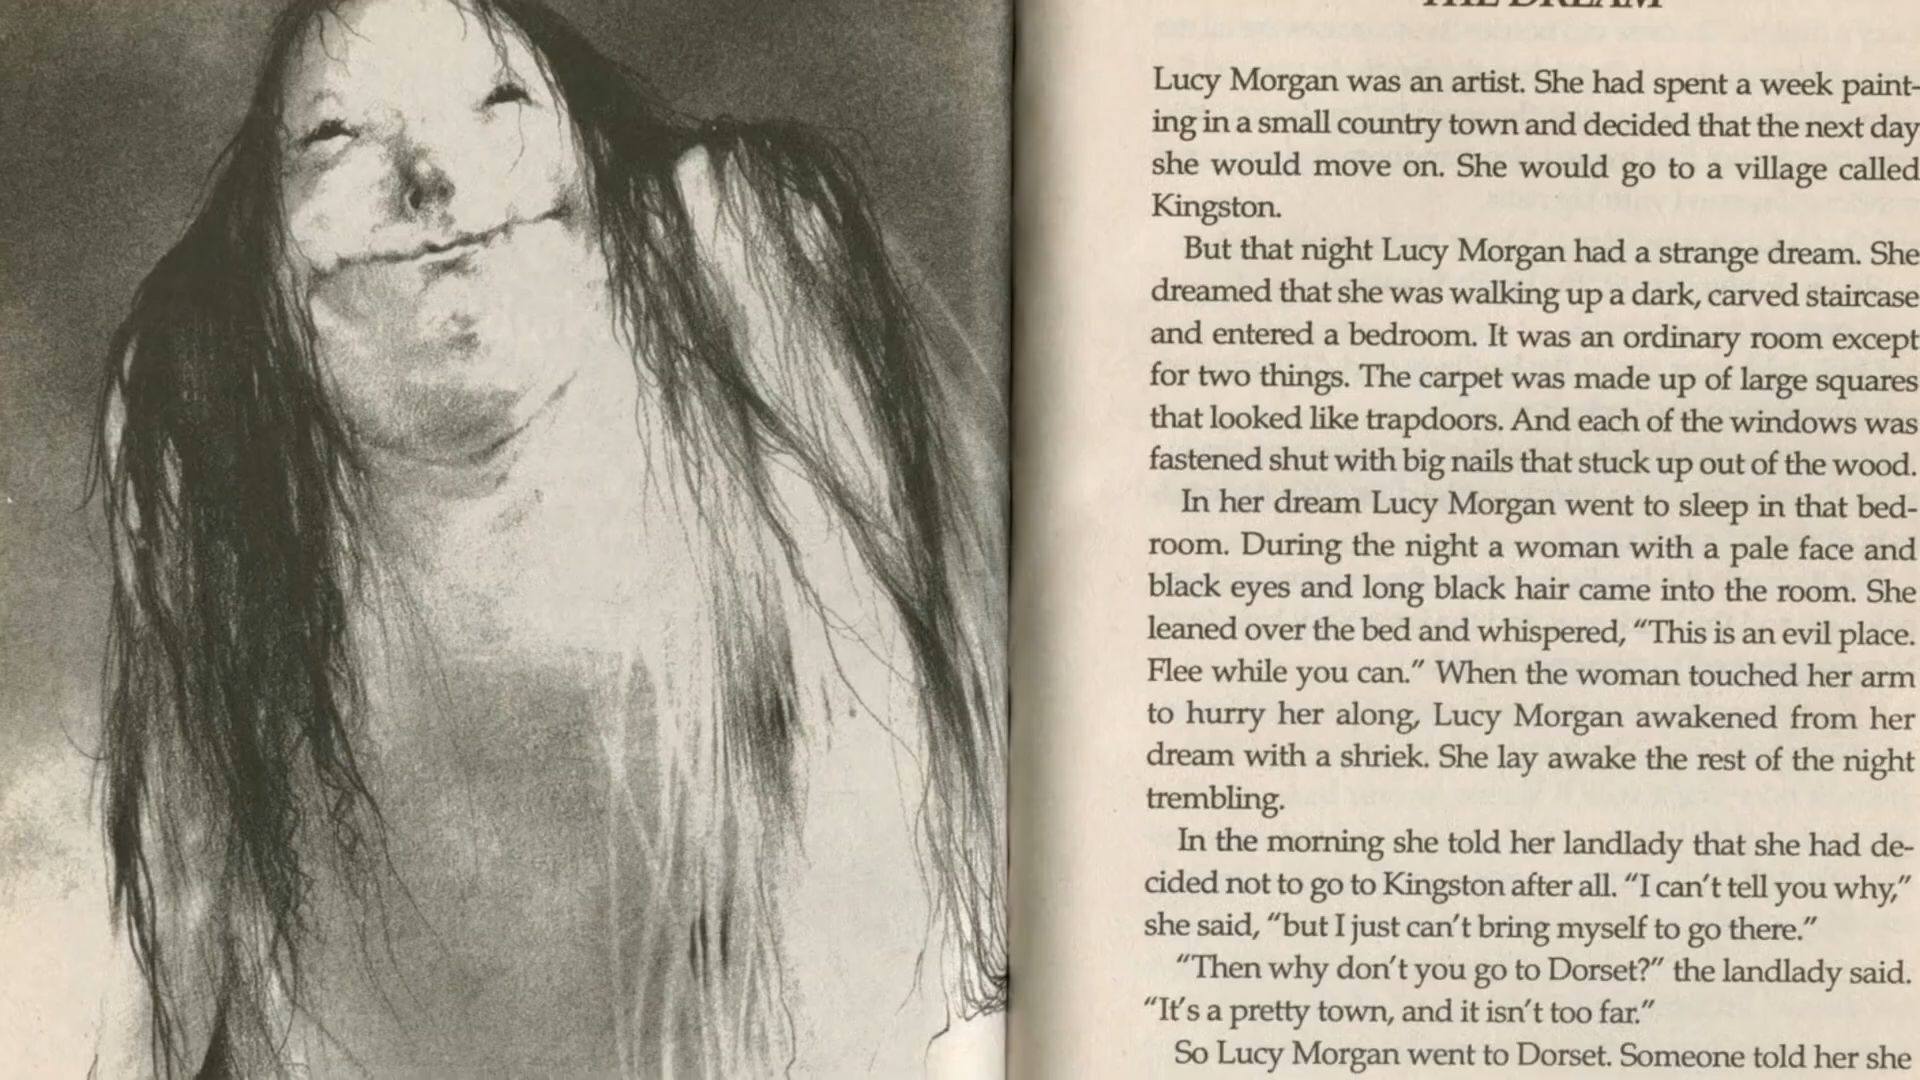 THE DREAM
Lucy Morgan was an artist. She had spent a week paint-
ing in a small country town and decided that the next day
she would move on. She would go to a village called
Kingston.
But that night Lucy Morgan had a strange dream. She
dreamed that she was walking up a dark, carved staircase
and entered a bedroom. It was an ordinary room except
for two things. The carpet was made up of large squares
that looked like trapdoors. And each of the windows was
fastened shut with big nails that stuck up out of the wood.
In her dream Lucy Morgan went to sleep in that bed-
room. During the night a woman with a pale face and
black eyes and long black hair came into the room. She
leaned over the bed and whispered, “This is an evil place.
Flee while you can.” When the woman touched her arm
to hurry her along, Lucy Morgan awakened from her
dream with a shriek. She lay awake the rest of the night
trembling.
In the morning she told her landlady that she had de-
cided not to go to Kingston after all. “I can’t tell you why,”
she said, “but I just can’t bring myself to go there.”
“Then why don’t you go to Dorset?” the landlady said.
“It’s a pretty town, and it isn’t too far.”
So Lucy Morgan went to Dorset. Someone told her she